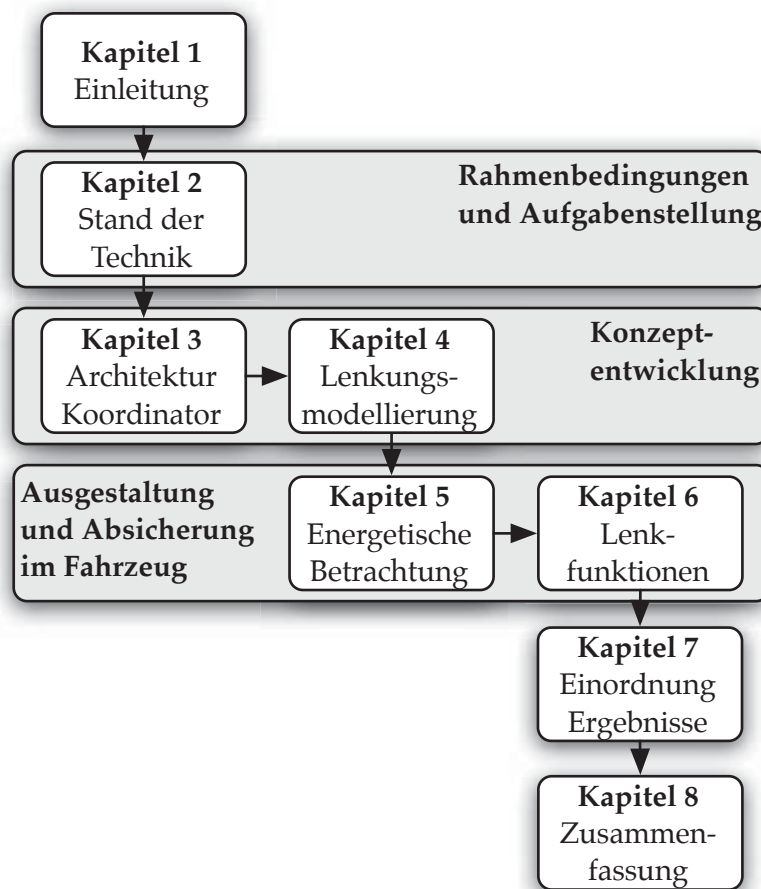 Kapitel 1
Einleitung
Kapitel 2
Stand der
Technik
Rahmenbedingungen
und Aufgabenstellung
Kapitel 3
Architektur
Koordinator
Kapitel 4
Lenkungs-
modellierung
Konzept-
entwicklung
Ausgestaltung
und Absicherung
im Fahrzeug
Kapitel 5
Energetische
Betrachtung
Kapitel 6
Lenk-
funktionen
Kapitel 7
Einordnung
Ergebnisse
Kapitel 8
Zusammen-
fassung